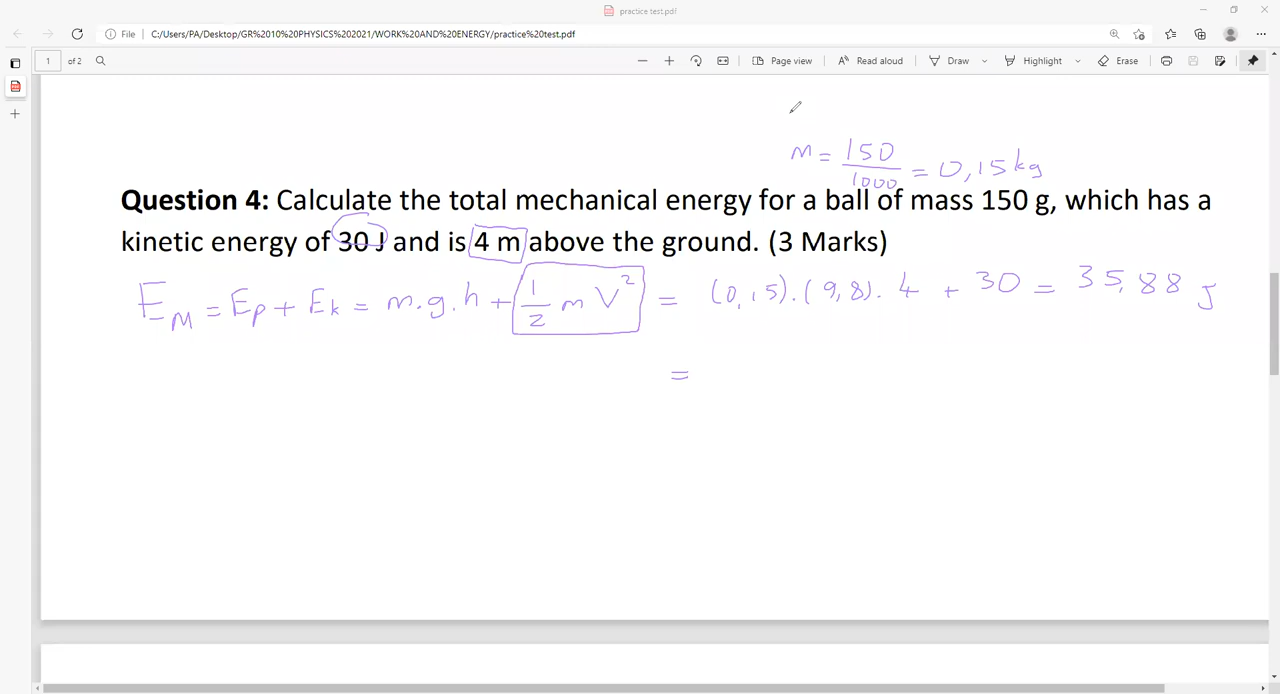 practice test.pdf
File | C:/Users/PA/Desktop/GR%2010%20PHYSICS%202021/WORK%20AND%20ENERGY/practice%20test.pdf
1 of 2 Page view Read aloud Draw Highlight Erase
M = 150/1000 = 0,15 kg
Question 4: Calculate the total mechanical energy for a ball of mass 150 g, which has a
kinetic energy of 30 J and is 4 m above the ground. (3 Marks)
E_M = E_p + E_k = m.g.h + 1/2 m V^2 = (0,15).(9,8).4 + 30 = 35,88 J
=